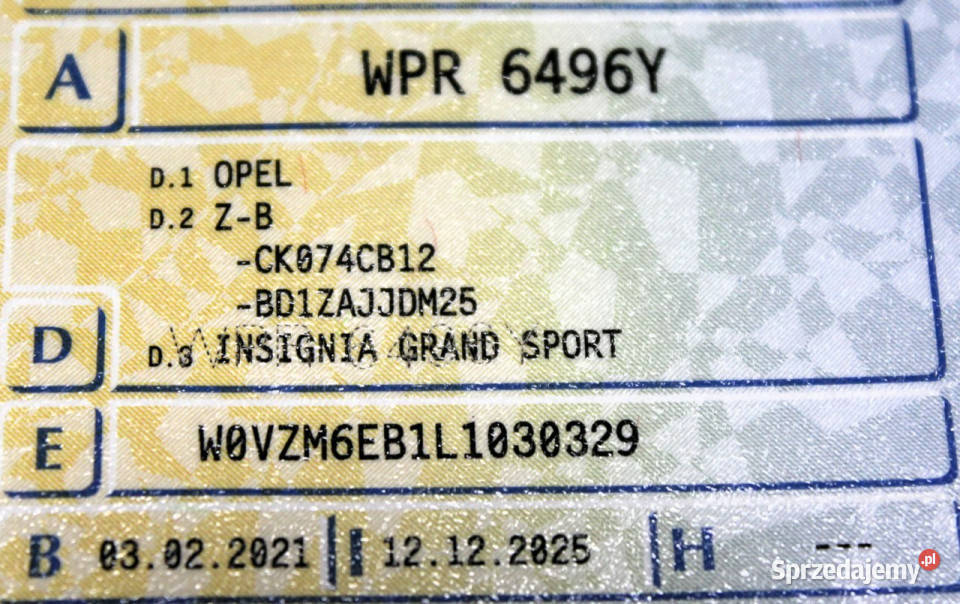 A WPR 6496Y
D.1 OPEL
D.2 Z-B
-CK074CB12
-BD1ZAJJDM25
D D.3 INSIGNIA GRAND SPORT
E W0VZM6EB1L1030329
B 03.02.2021 I 12.12.2025 H ---
Sprzedajemy.pl